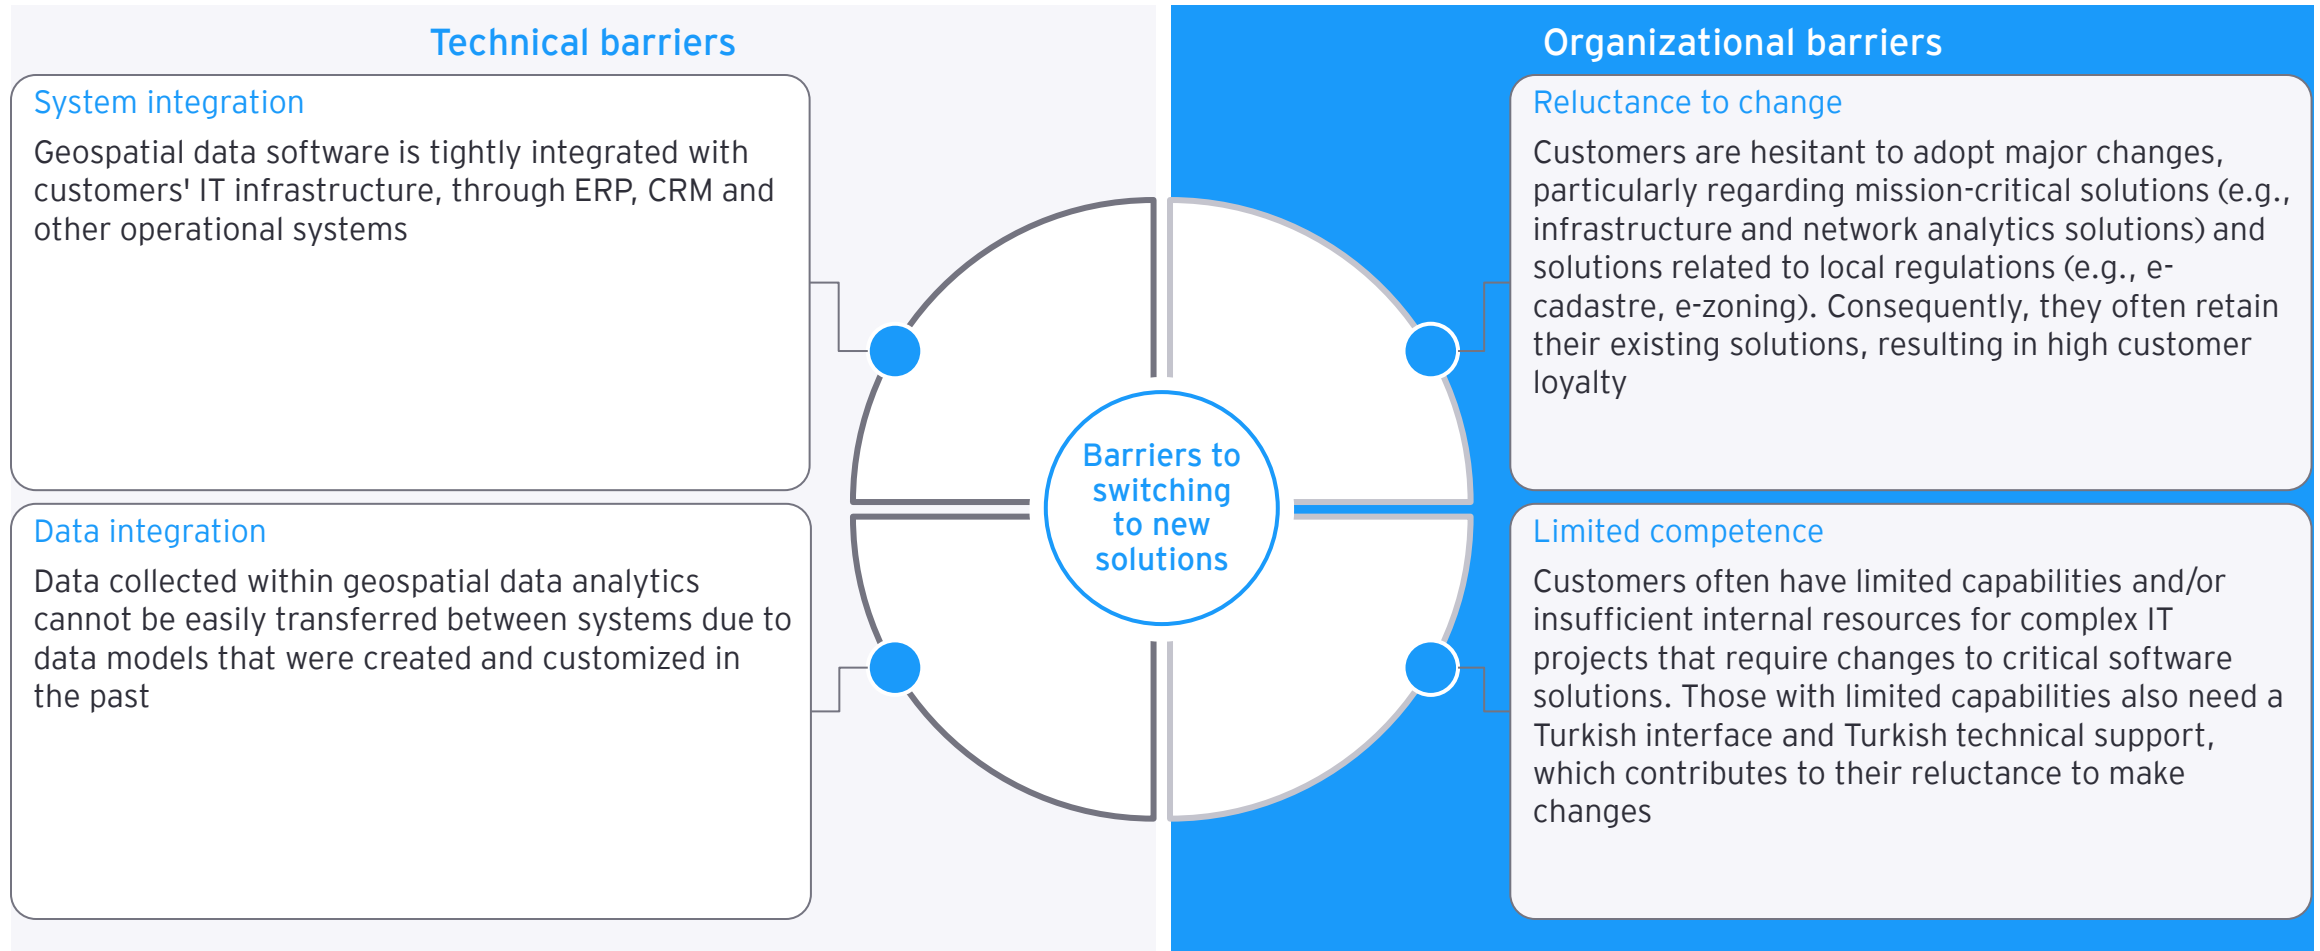 Technical barriers
System integration
Geospatial data software is tightly integrated with
customers' IT infrastructure, through ERP, CRM and
other operational systems
Data integration
Data collected within geospatial data analytics
cannot be easily transferred between systems due to
data models that were created and customized in
the past
Barriers to
switching
to new
solutions
Organizational barriers
Reluctance to change
Customers are hesitant to adopt major changes,
particularly regarding mission-critical solutions (e.g.,
infrastructure and network analytics solutions) and
solutions related to local regulations (e.g., e-
cadastre, e-zoning). Consequently, they often retain
their existing solutions, resulting in high customer
loyalty
Limited competence
Customers often have limited capabilities and/or
insufficient internal resources for complex IT
projects that require changes to critical software
solutions. Those with limited capabilities also need a
Turkish interface and Turkish technical support,
which contributes to their reluctance to make
changes